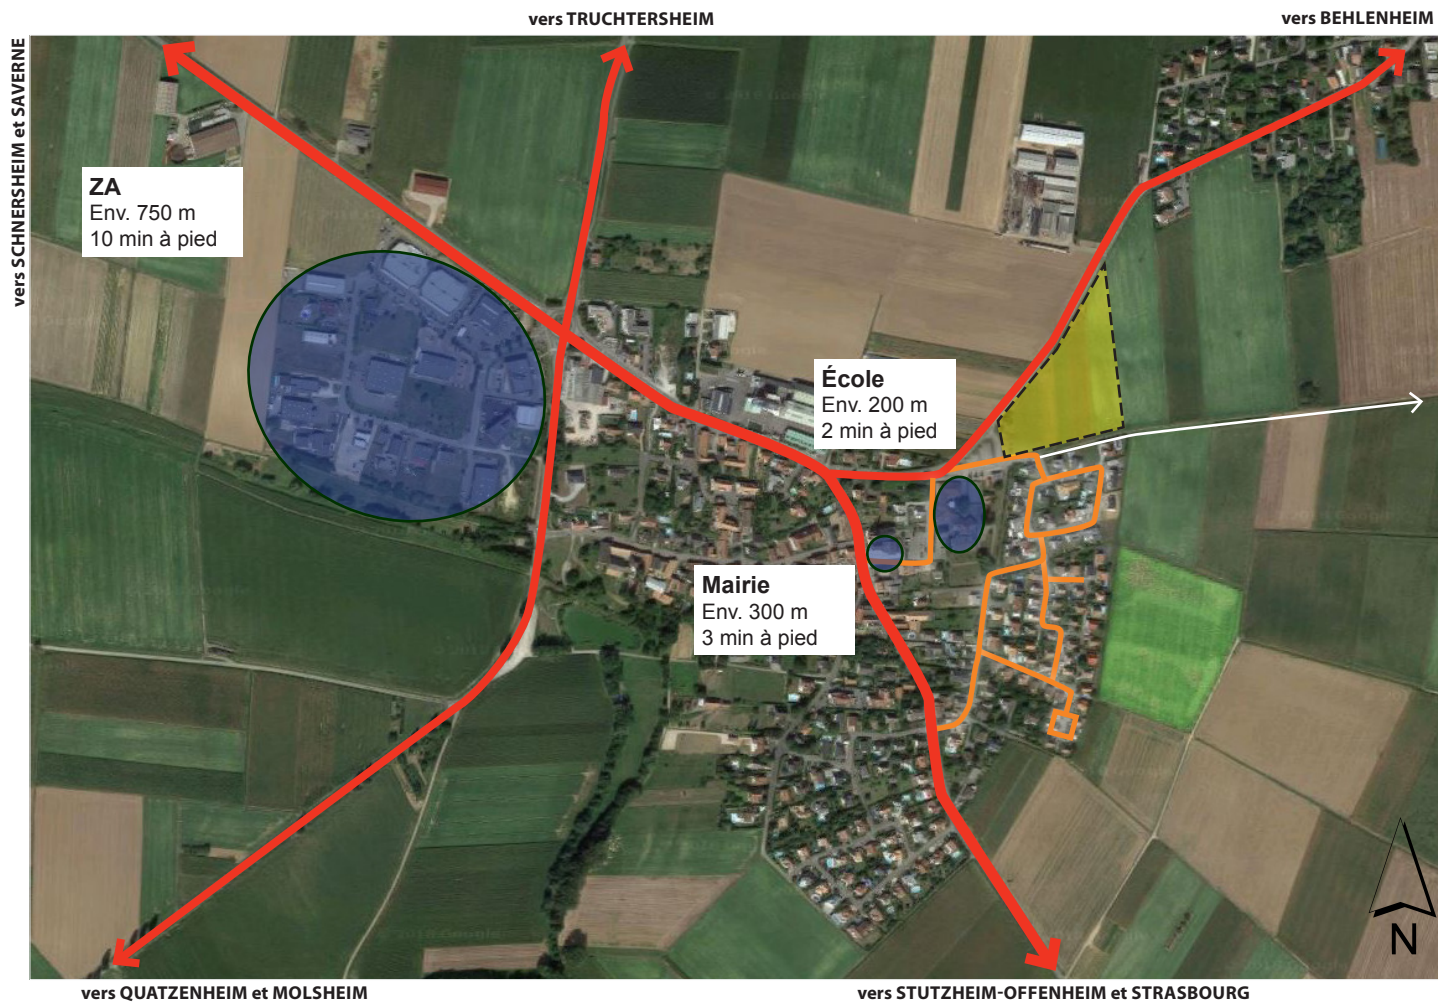 vers TRUCHTERSHEIM
vers BEHLENHEIM
vers SCHNERSHEIM et SAVERNE
ZA
Env. 750 m
10 min à pied
École
Env. 200 m
2 min à pied
Mairie
Env. 300 m
3 min à pied
N
vers QUATZENHEIM et MOLSHEIM
vers STUTZHEIM-OFFENHEIM et STRASBOURG